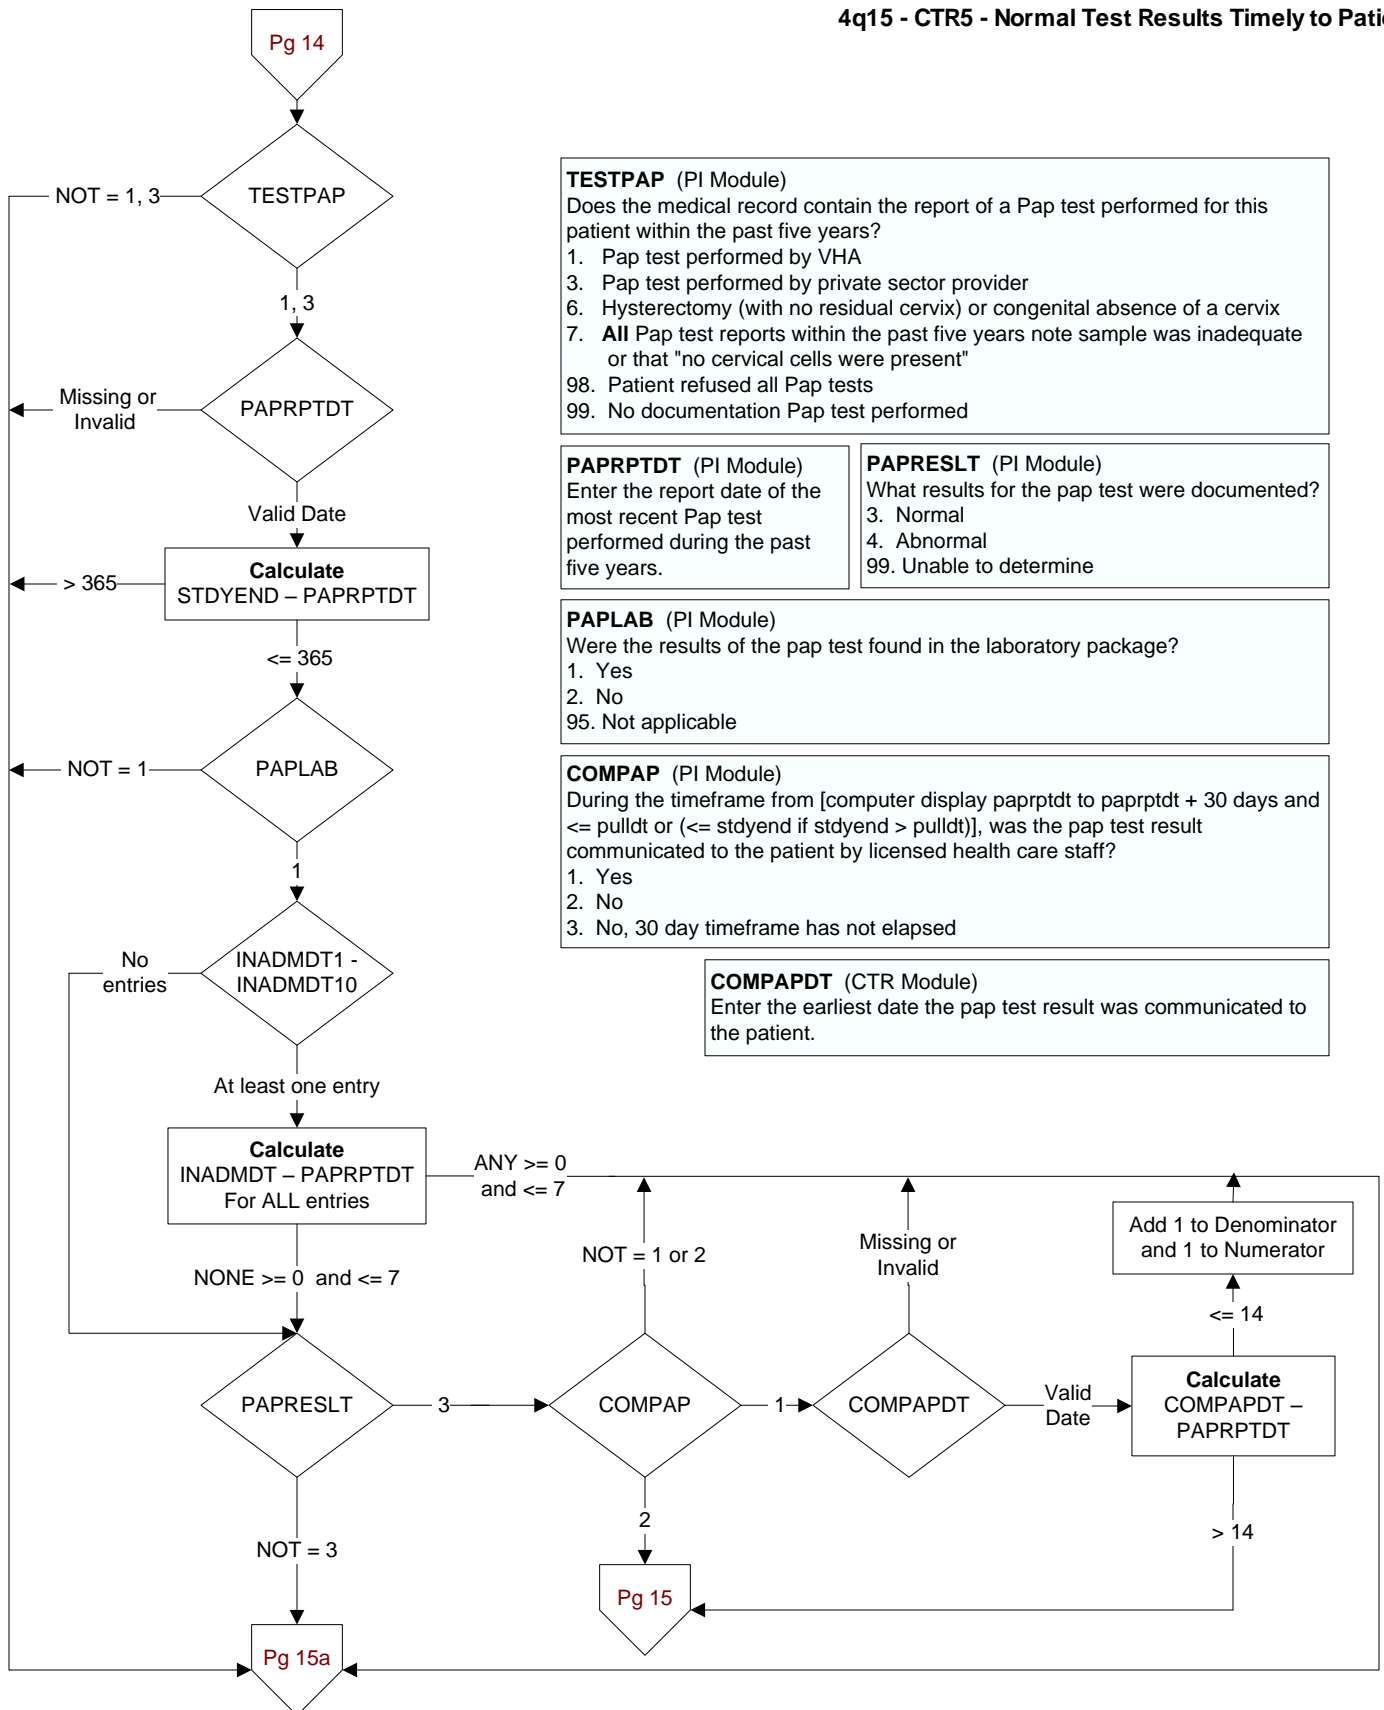 4q15 - CTR5 - Normal Test Results Timely to Patie
Pg 14
TESTPAP
NOT = 1, 3
1, 3
PAPRPTDT
Missing or
Invalid
Valid Date
Calculate
STDYEND – PAPRPTDT
> 365
<= 365
PAPLAB
NOT = 1
1
INADMDT1 -
INADMDT10
No
entries
At least one entry
Calculate
INADMDT – PAPRPTDT
For ALL entries
ANY >= 0
and <= 7
NONE >= 0 and <= 7
PAPRESLT
3
NOT = 3
Pg 15a
COMPAP
NOT = 1 or 2
1
2
Pg 15
COMPAPDT
Missing or
Invalid
Valid
Date
Calculate
COMPAPDT –
PAPRPTDT
<= 14
Add 1 to Denominator
and 1 to Numerator
> 14
TESTPAP (PI Module)
Does the medical record contain the report of a Pap test performed for this
patient within the past five years?
1. Pap test performed by VHA
3. Pap test performed by private sector provider
6. Hysterectomy (with no residual cervix) or congenital absence of a cervix
7. All Pap test reports within the past five years note sample was inadequate
or that "no cervical cells were present"
98. Patient refused all Pap tests
99. No documentation Pap test performed
PAPRPTDT (PI Module)
Enter the report date of the
most recent Pap test
performed during the past
five years.
PAPRESLT (PI Module)
What results for the pap test were documented?
3. Normal
4. Abnormal
99. Unable to determine
PAPLAB (PI Module)
Were the results of the pap test found in the laboratory package?
1. Yes
2. No
95. Not applicable
COMPAP (PI Module)
During the timeframe from [computer display paprptdt to paprptdt + 30 days and
<= pulldt or (<= stdyend if stdyend > pulldt)], was the pap test result
communicated to the patient by licensed health care staff?
1. Yes
2. No
3. No, 30 day timeframe has not elapsed
COMPAPDT (CTR Module)
Enter the earliest date the pap test result was communicated to
the patient.